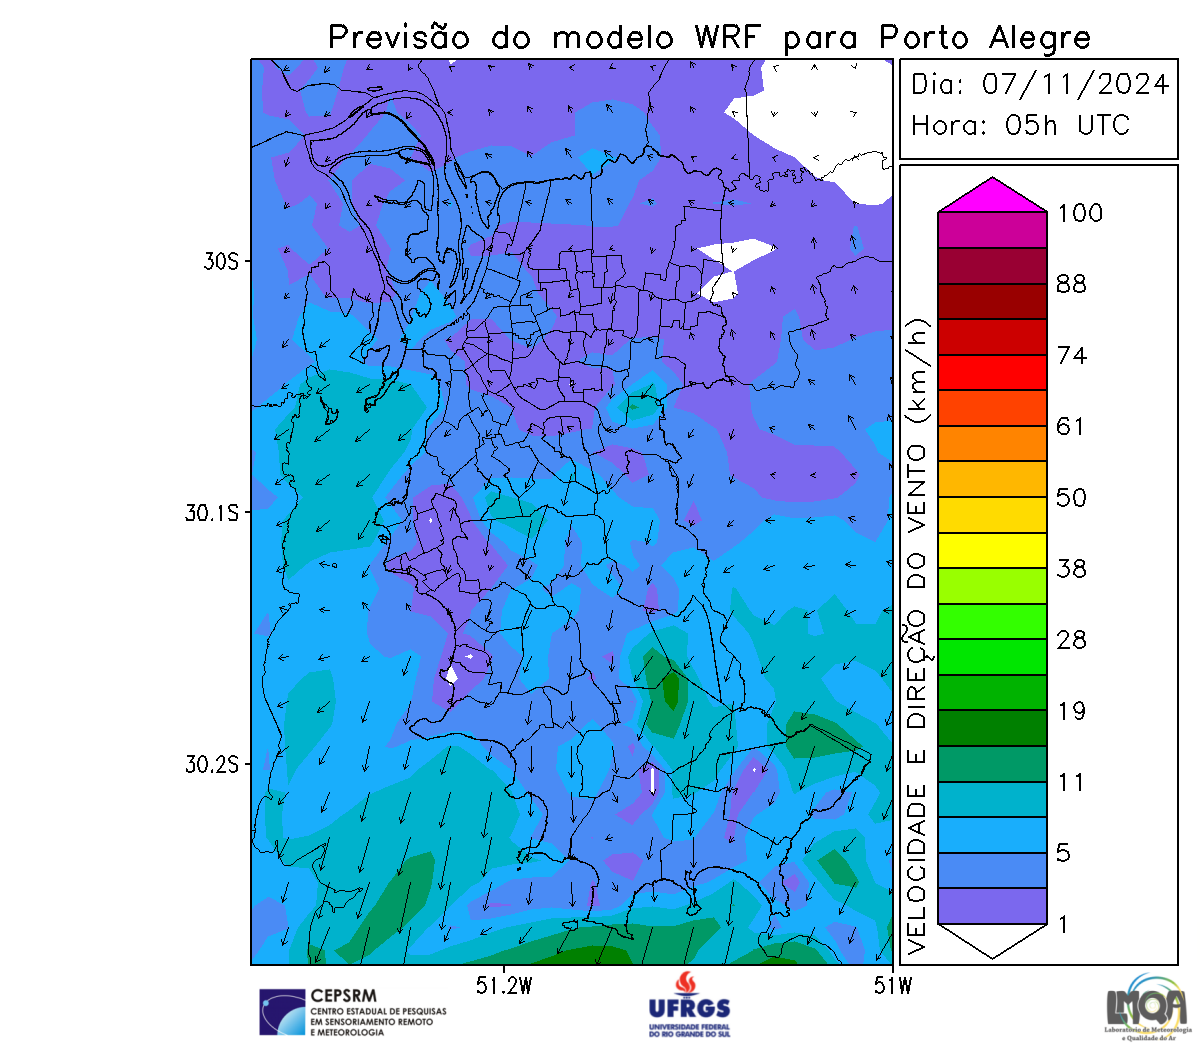 Previsão do modelo WRF para Porto Alegre
Dia: 07/11/2024
Hora: 05h UTC
30S
30.1S
30.2S
51.2W
51W
VELOCIDADE E DIREÇÃO DO VENTO (km/h)
100
88
74
61
50
38
28
19
11
5
1
CEPSRM
CENTRO ESTADUAL DE PESQUISAS
EM SENSORIAMENTO REMOTO
E METEOROLOGIA
UFRGS
UNIVERSIDADE FEDERAL
DO RIO GRANDE DO SUL
LMQA
Laboratório de Meteorologia
e Qualidade do Ar